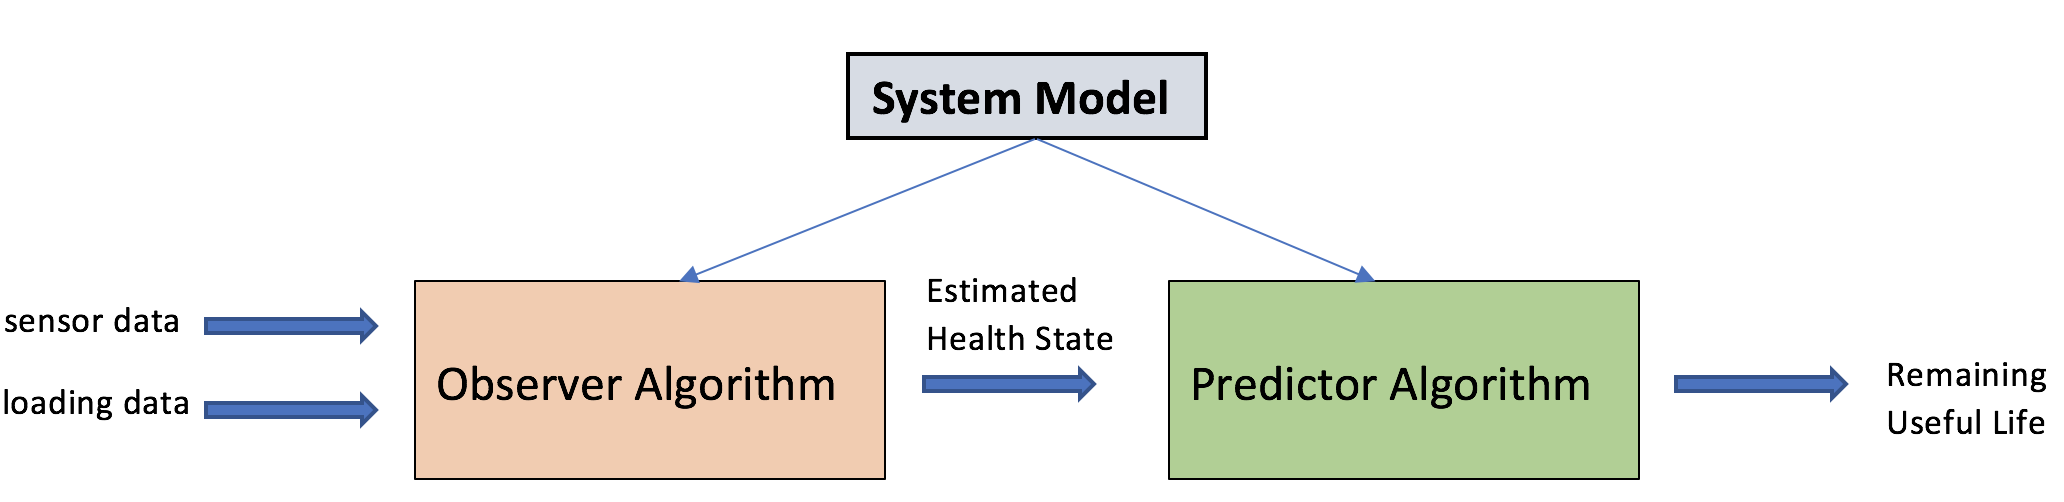 System Model
sensor data
loading data
Observer Algorithm
Estimated
Health State
Predictor Algorithm
Remaining
Useful Life